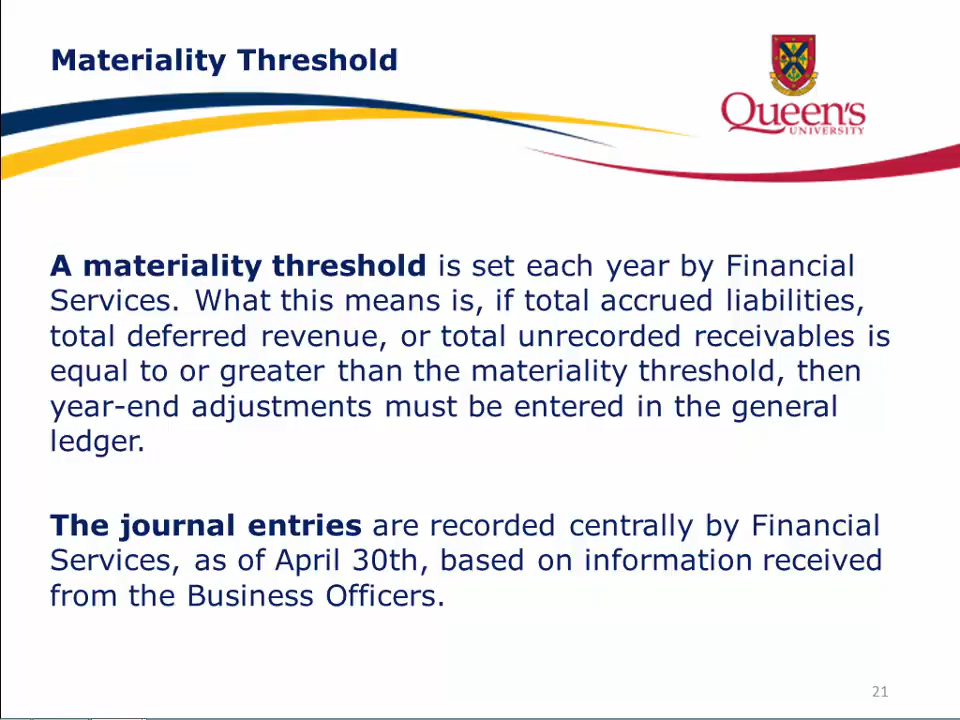 Materiality Threshold
Queen's
UNIVERSITY
A materiality threshold is set each year by Financial
Services. What this means is, if total accrued liabilities,
total deferred revenue, or total unrecorded receivables is
equal to or greater than the materiality threshold, then
year-end adjustments must be entered in the general
ledger.
The journal entries are recorded centrally by Financial
Services, as of April 30th, based on information received
from the Business Officers.
21